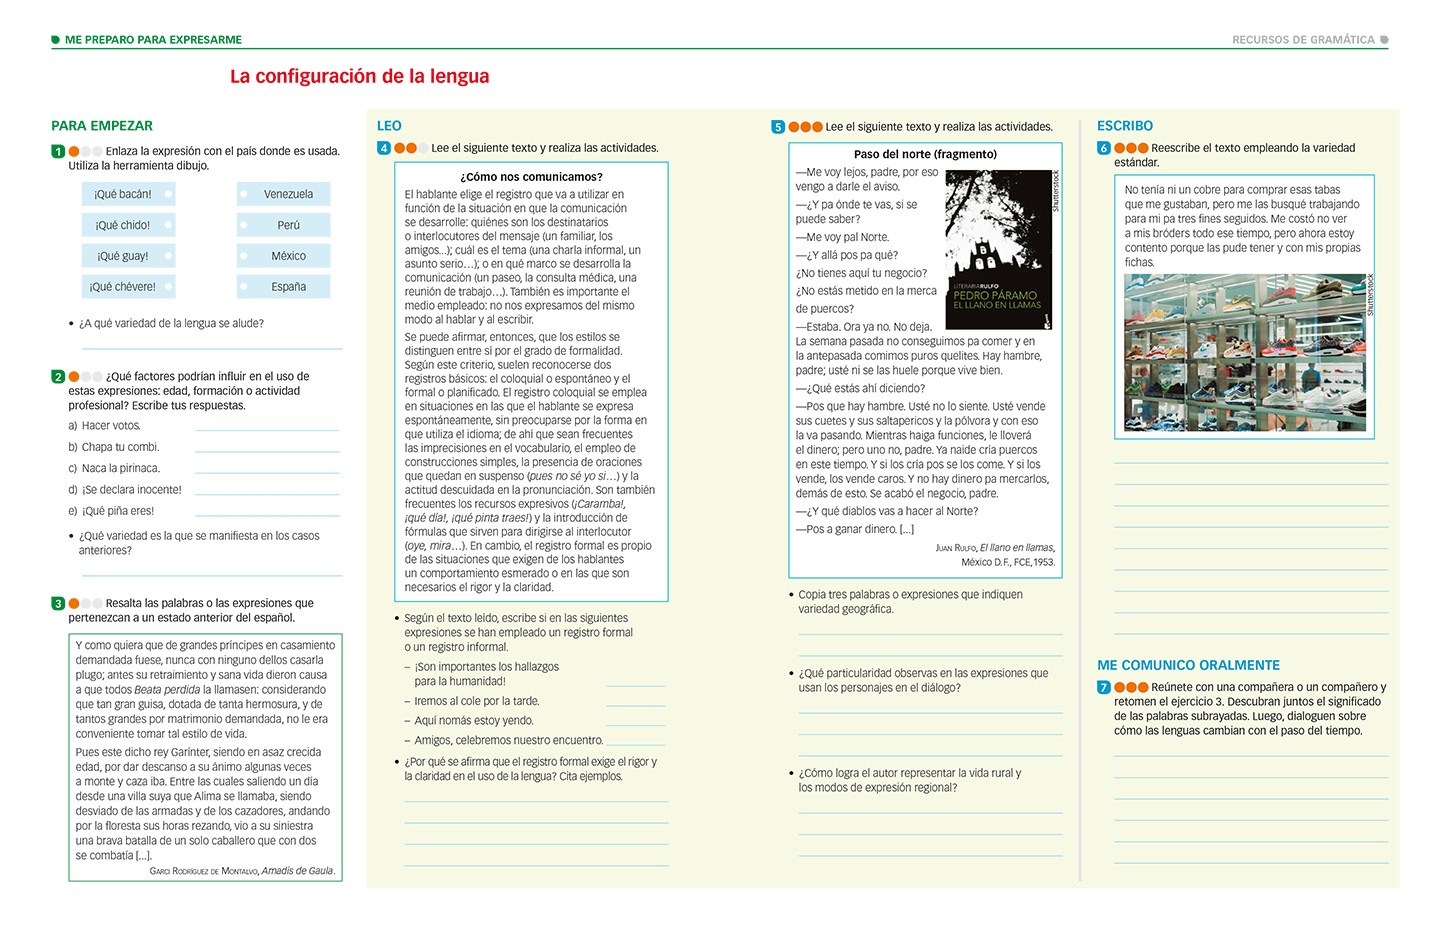 ME PREPARO PARA EXPRESARME
RECURSOS DE GRAMÁTICA
La configuración de la lengua
PARA EMPEZAR
1 Enlaza la expresión con el país donde es usada.
Utiliza la herramienta dibujo.
¡Qué bacán!
Venezuela
¡Qué chido!
Perú
¡Qué guay!
México
¡Qué chévere!
España
• ¿A qué variedad de la lengua se alude?
2 ¿Qué factores podrían influir en el uso de
estas expresiones: edad, formación o actividad
profesional? Escribe tus respuestas.
a) Hacer votos.
b) Chapa tu combi.
c) Naca la pirinaca.
d) ¡Se declara inocente!
e) ¡Qué piña eres!
• ¿Qué variedad es la que se manifiesta en los casos
anteriores?
3 Resalta las palabras o las expresiones que
pertenezcan a un estado anterior del español.
Y como quiera que de grandes príncipes en casamiento
demandada fuese, nunca con ninguno dellos casarla
plugo; antes su retraimiento y sana vida dieron causa
a que todos Beata perdida la llamasen: considerando
que tan gran guisa, dotada de tanta hermosura, y de
tantos grandes por matrimonio demandada, no le era
conveniente tomar tal estilo de vida.
Pues este dicho rey Garínter, siendo en asaz crecida
edad, por dar descanso a su ánimo algunas veces
a monte y caza iba. Entre las cuales saliendo un día
desde una villa suya que Alima se llamaba, siendo
desviado de las armadas y de los cazadores, andando
por la floresta sus horas rezando, vio a su siniestra
una brava batalla de un solo caballero que con dos
se combatía [...].
GARCI RODRÍGUEZ DE MONTALVO, Amadís de Gaula.
LEO
4 Lee el siguiente texto y realiza las actividades.
¿Cómo nos comunicamos?
El hablante elige el registro que va a utilizar en
función de la situación en que la comunicación
se desarrolle: quiénes son los destinatarios
o interlocutores del mensaje (un familiar, los
amigos...); cuál es el tema (una charla informal, un
asunto serio...); o en qué marco se desarrolla la
comunicación (un paseo, la consulta médica, una
reunión de trabajo...). También es importante el
medio empleado: no nos expresamos del mismo
modo al hablar y al escribir.
Se puede afirmar, entonces, que los estilos se
distinguen entre sí por el grado de formalidad.
Según este criterio, suelen reconocerse dos
registros básicos: el coloquial o espontáneo y el
formal o planificado. El registro coloquial se emplea
en situaciones en las que el hablante se expresa
espontáneamente, sin preocuparse por la forma en
que utiliza el idioma; de ahí que sean frecuentes
las imprecisiones en el vocabulario, el empleo de
construcciones simples, la presencia de oraciones
que quedan en suspenso (pues no sé yo si...) y la
actitud descuidada en la pronunciación. Son también
frecuentes los recursos expresivos (¡Caramba!,
¡qué día!, ¡qué pinta traes!) y la introducción de
fórmulas que sirven para dirigirse al interlocutor
(oye, mira...). En cambio, el registro formal es propio
de las situaciones que exigen de los hablantes
un comportamiento esmerado o en las que son
necesarios el rigor y la claridad.
• Según el texto leído, escribe si en las siguientes
expresiones se han empleado un registro formal
o un registro informal.
– ¡Son importantes los hallazgos
para la humanidad!
– Iremos al cole por la tarde.
– Aquí nomás estoy yendo.
– Amigos, celebremos nuestro encuentro.
• ¿Por qué se afirma que el registro formal exige el rigor y
la claridad en el uso de la lengua? Cita ejemplos.
5 Lee el siguiente texto y realiza las actividades.
Paso del norte (fragmento)
—Me voy lejos, padre, por eso
vengo a darle el aviso.
—¿Y pa ónde te vas, si se
puede saber?
—Me voy pal Norte.
—¿Y allá pos pa qué?
¿No tienes aquí tu negocio?
¿No estás metido en la merca
de puercos?
—Estaba. Ora ya no. No deja.
La semana pasada no conseguimos pa comer y en
la antepasada comimos puros quelites. Hay hambre,
padre; usté ni se las huele porque vive bien.
—¿Qué estás ahí diciendo?
—Pos que hay hambre. Usté no lo siente. Usté vende
sus cuetes y sus saltapericos y la pólvora y con eso
la va pasando. Mientras haiga funciones, le lloverá
el dinero; pero uno no, padre. Ya naide cría puercos
en este tiempo. Y si los cría pos se los come. Y si los
vende, los vende caros. Y no hay dinero pa mercarlos,
demás de esto. Se acabó el negocio, padre.
—¿Y qué diablos vas a hacer al Norte?
—Pos a ganar dinero. [...]
JUAN RULFO, El llano en llamas,
México D. F., FCE, 1953.
Shutterstock
LITERARIA RULFO
PEDRO PÁRAMO
EL LLANO EN LLAMAS
• Copia tres palabras o expresiones que indiquen
variedad geográfica.
• ¿Qué particularidad observas en las expresiones que
usan los personajes en el diálogo?
• ¿Cómo logra el autor representar la vida rural y
los modos de expresión regional?
ESCRIBO
6 Reescribe el texto empleando la variedad
estándar.
No tenía ni un cobre para comprar esas tabas
que me gustaban, pero me las busqué trabajando
para mi pa tres fines seguidos. Me costó no ver
a mis bróders todo ese tiempo, pero ahora estoy
contento porque las pude tener y con mis propias
fichas.
Shutterstock
ME COMUNICO ORALMENTE
7 Reúnete con una compañera o un compañero y
retomen el ejercicio 3. Descubran juntos el significado
de las palabras subrayadas. Luego, dialoguen sobre
cómo las lenguas cambian con el paso del tiempo.